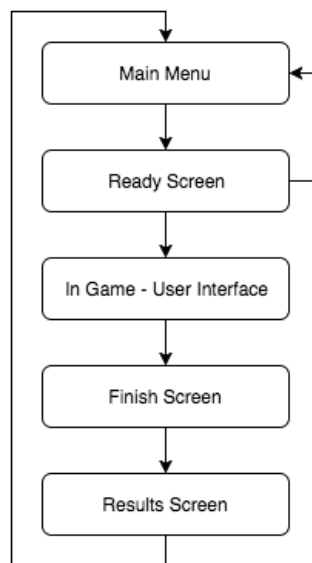 Main Menu
Ready Screen
In Game - User Interface
Finish Screen
Results Screen